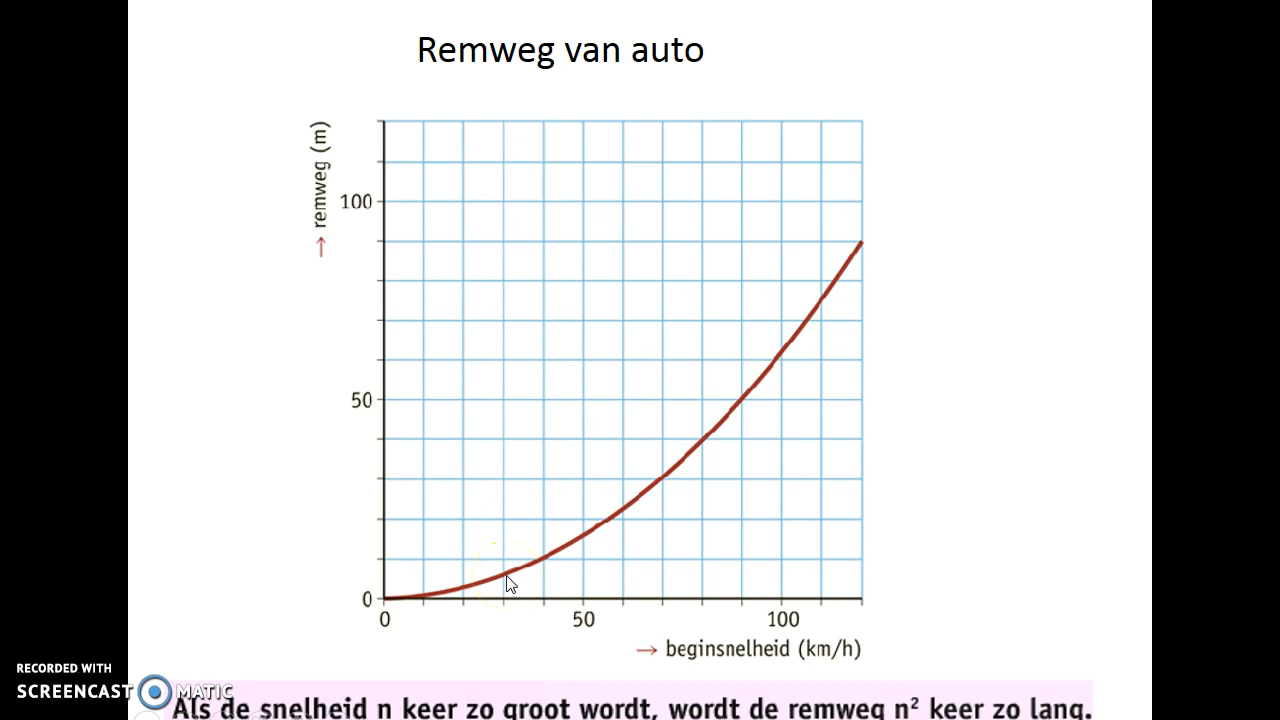 Remweg van auto
→ remweg (m)
100
50
0
0 50 100
→ beginsnelheid (km/h)
RECORDED WITH
SCREENCAST MATIC
Als de snelheid n keer zo groot wordt, wordt de remweg n² keer zo lang.